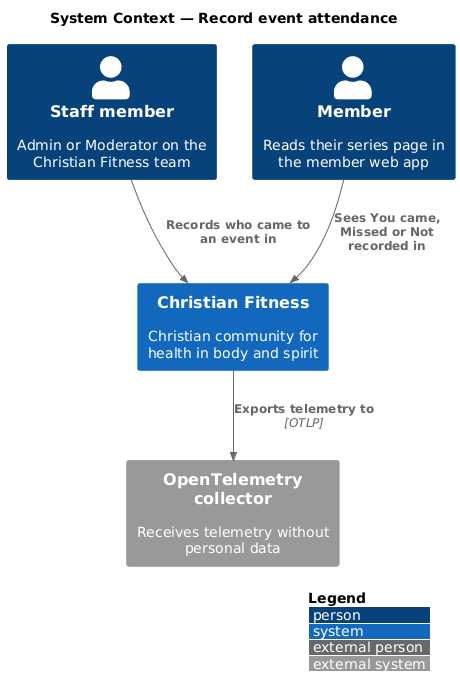 System Context — Record event attendance
Staff member
Admin or Moderator on the
Christian Fitness team
Member
Reads their series page in
the member web app
Records who came to
an event in
Sees You came,
Missed or Not
recorded in
Christian Fitness
Christian community for
health in body and spirit
Exports telemetry to
[OTLP]
OpenTelemetry
collector
Receives telemetry without
personal data
Legend
person
system
external person
external system